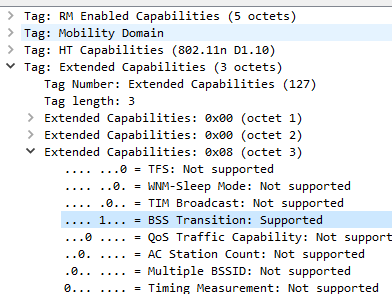 Tag: RM Enabled Capabilities (5 octets)
Tag: Mobility Domain
Tag: HT Capabilities (802.11n D1.10)
Tag: Extended Capabilities (3 octets)
Tag Number: Extended Capabilities (127)
Tag length: 3
Extended Capabilities: 0x00 (octet 1)
Extended Capabilities: 0x00 (octet 2)
Extended Capabilities: 0x08 (octet 3)
.... ...0 = TFS: Not supported
.... ..0. = WNM-Sleep Mode: Not supported
.... .0.. = TIM Broadcast: Not supported
.... 1... = BSS Transition: Supported
...0 .... = QoS Traffic Capability: Not support
..0. .... = AC Station Count: Not supported
.0.. .... = Multiple BSSID: Not supported
0... .... = Timing Measurement: Not supported